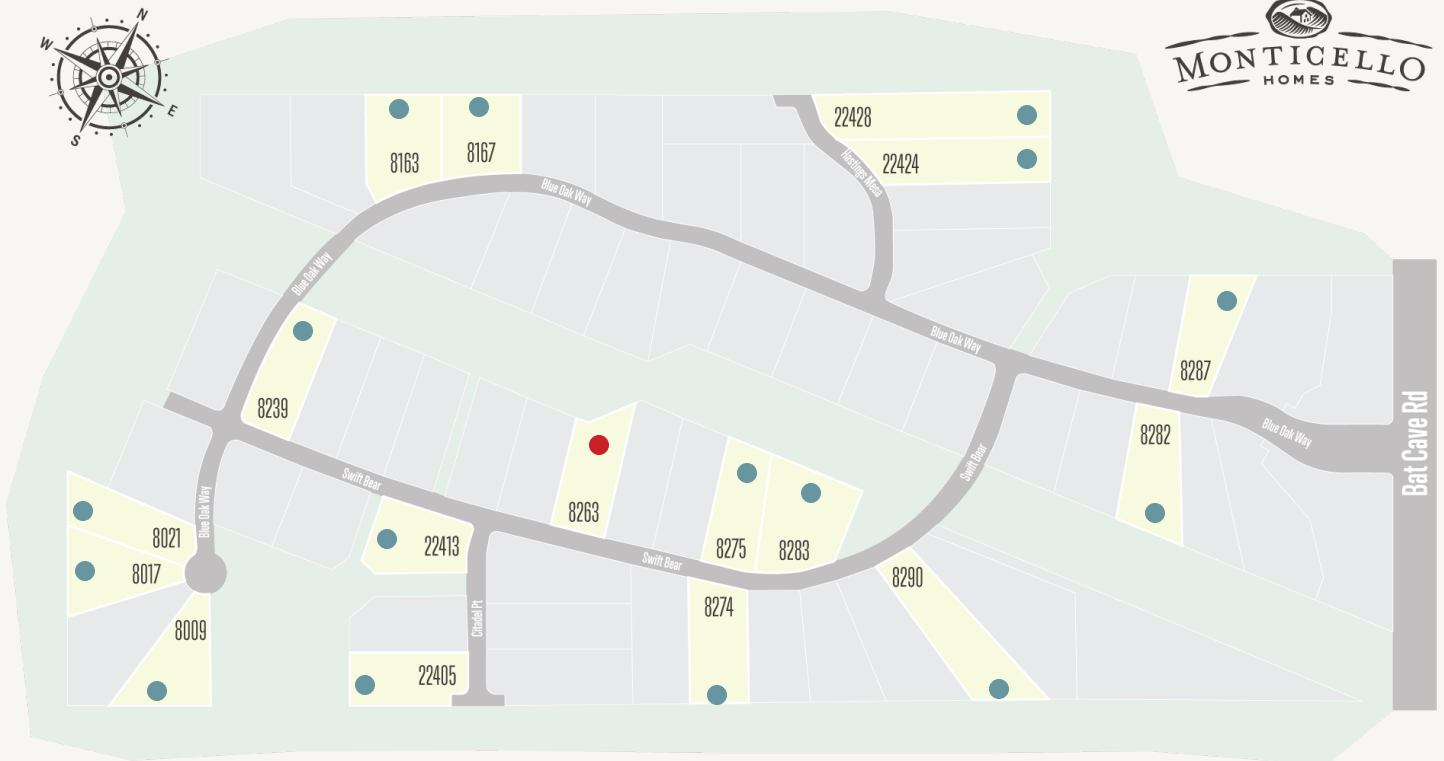 N
W
E
S
MONTICELLO
HOMES
8163
8167
22428
22424
Hastings Mesa
Blue Oak Way
Blue Oak Way
Blue Oak Way
8287
8239
8282
Blue Oak Way
Bat Cave Rd
Swift Bear
Swift Bear
8263
Blue Oak Way
8021
22413
8275
8283
Swift Bear
8017
8290
8274
8009
Citadel Pt
22405